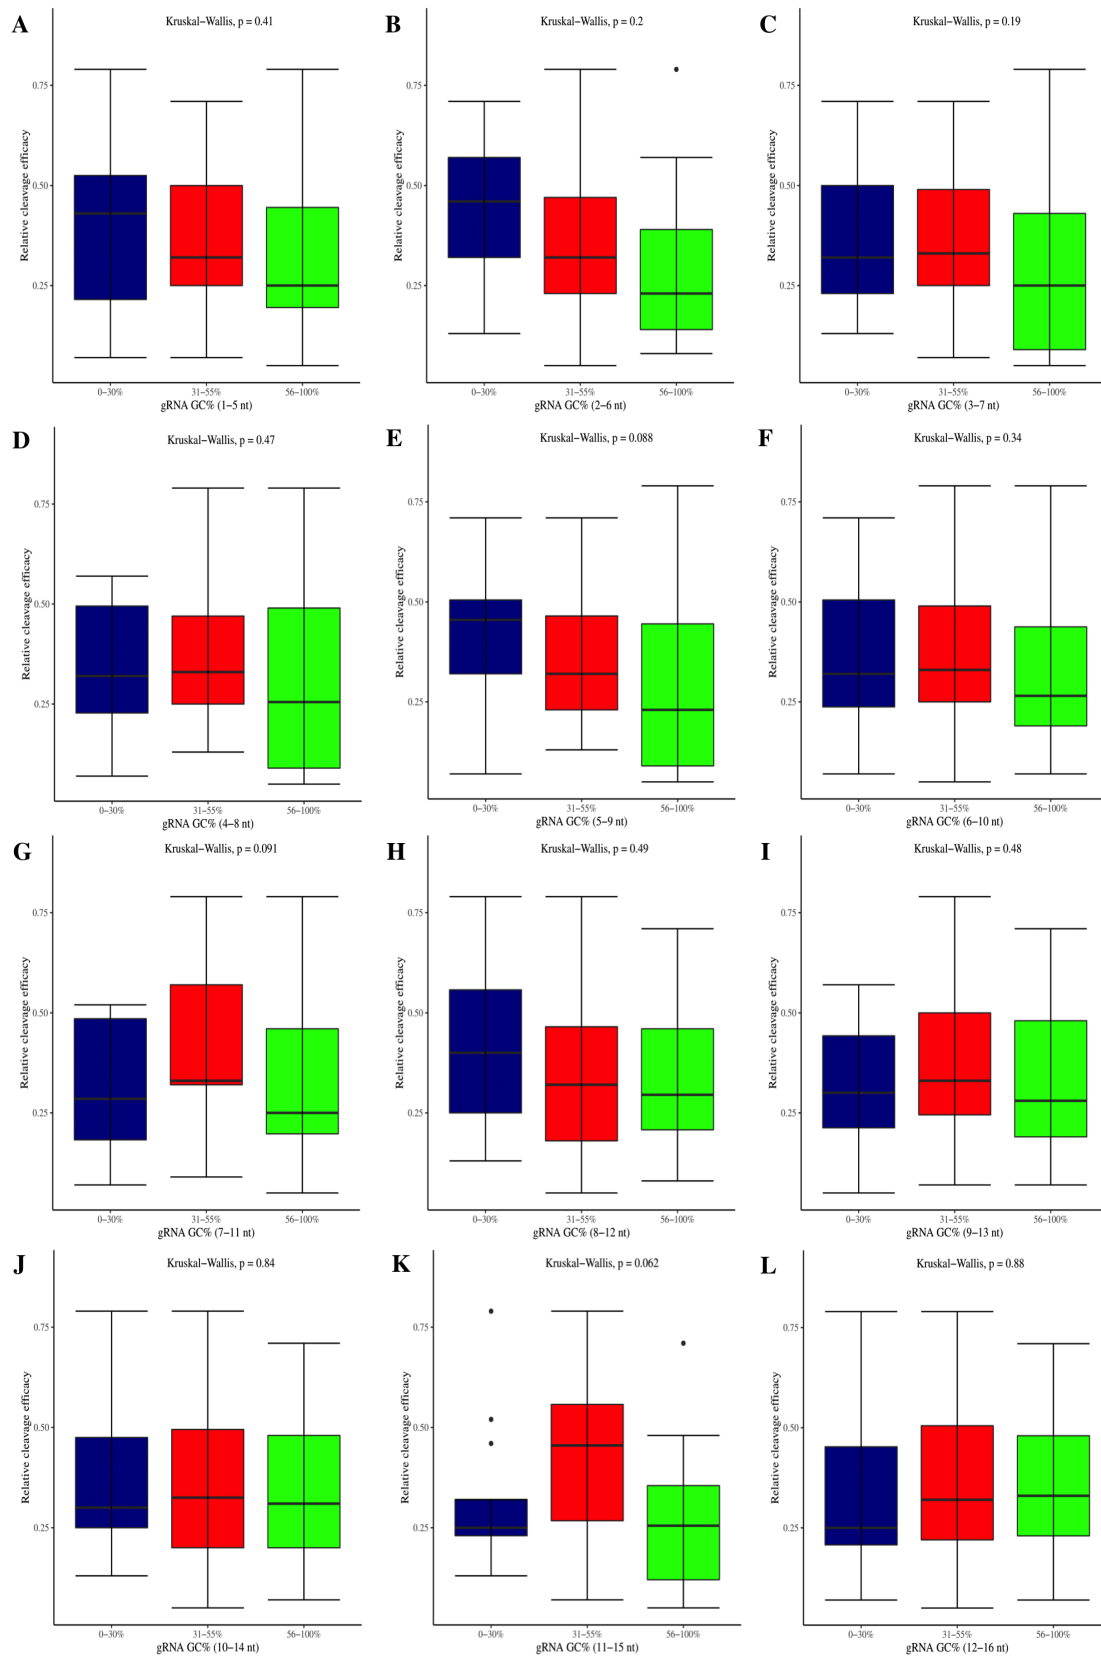 A
Kruskal−Wallis, p = 0.41
Relative cleavage efficacy
0.75
0.50
0.25
0−30%
31−55%
56−100%
gRNA GC% (1−5 nt)
B
Kruskal−Wallis, p = 0.2
Relative cleavage efficacy
0.75
0.50
0.25
0−30%
31−55%
56−100%
gRNA GC% (2−6 nt)
C
Kruskal−Wallis, p = 0.19
Relative cleavage efficacy
0.75
0.50
0.25
0−30%
31−55%
56−100%
gRNA GC% (3−7 nt)
D
Kruskal−Wallis, p = 0.47
Relative cleavage efficacy
0.75
0.50
0.25
0−30%
31−55%
56−100%
gRNA GC% (4−8 nt)
E
Kruskal−Wallis, p = 0.088
Relative cleavage efficacy
0.75
0.50
0.25
0−30%
31−55%
56−100%
gRNA GC% (5−9 nt)
F
Kruskal−Wallis, p = 0.34
Relative cleavage efficacy
0.75
0.50
0.25
0−30%
31−55%
56−100%
gRNA GC% (6−10 nt)
G
Kruskal−Wallis, p = 0.091
Relative cleavage efficacy
0.75
0.50
0.25
0−30%
31−55%
56−100%
gRNA GC% (7−11 nt)
H
Kruskal−Wallis, p = 0.49
Relative cleavage efficacy
0.75
0.50
0.25
0−30%
31−55%
56−100%
gRNA GC% (8−12 nt)
I
Kruskal−Wallis, p = 0.48
Relative cleavage efficacy
0.75
0.50
0.25
0−30%
31−55%
56−100%
gRNA GC% (9−13 nt)
J
Kruskal−Wallis, p = 0.84
Relative cleavage efficacy
0.75
0.50
0.25
0−30%
31−55%
56−100%
gRNA GC% (10−14 nt)
K
Kruskal−Wallis, p = 0.062
Relative cleavage efficacy
0.75
0.50
0.25
0−30%
31−55%
56−100%
gRNA GC% (11−15 nt)
L
Kruskal−Wallis, p = 0.88
Relative cleavage efficacy
0.75
0.50
0.25
0−30%
31−55%
56−100%
gRNA GC% (12−16 nt)